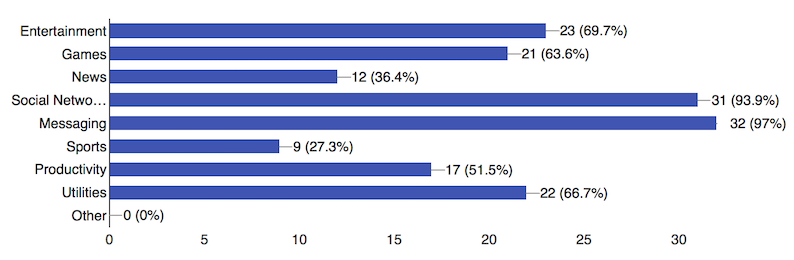 Entertainment 23 (69.7%)
Games 21 (63.6%)
News 12 (36.4%)
Social Netwo… 31 (93.9%)
Messaging 32 (97%)
Sports 9 (27.3%)
Productivity 17 (51.5%)
Utilities 22 (66.7%)
Other 0 (0%)
0 5 10 15 20 25 30